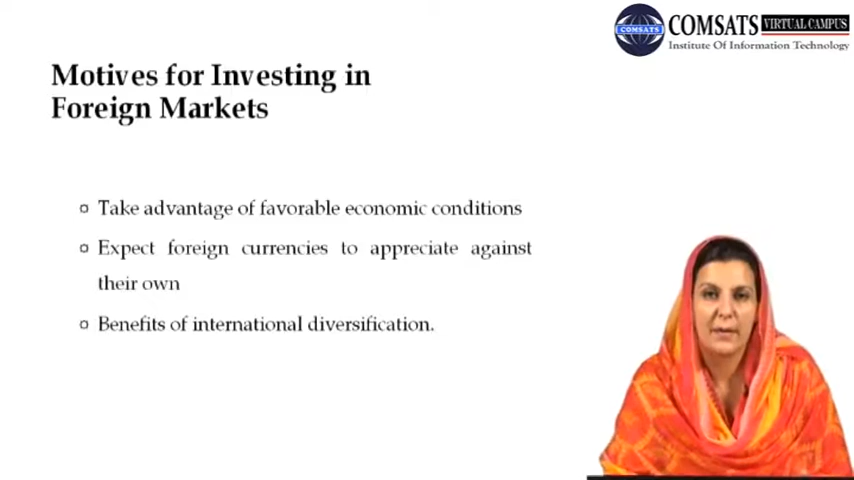 COMSATS VIRTUAL CAMPUS
COMSATS
Institute Of Information Technology
Motives for Investing in
Foreign Markets
¤ Take advantage of favorable economic conditions
¤ Expect foreign currencies to appreciate against
their own
¤ Benefits of international diversification.